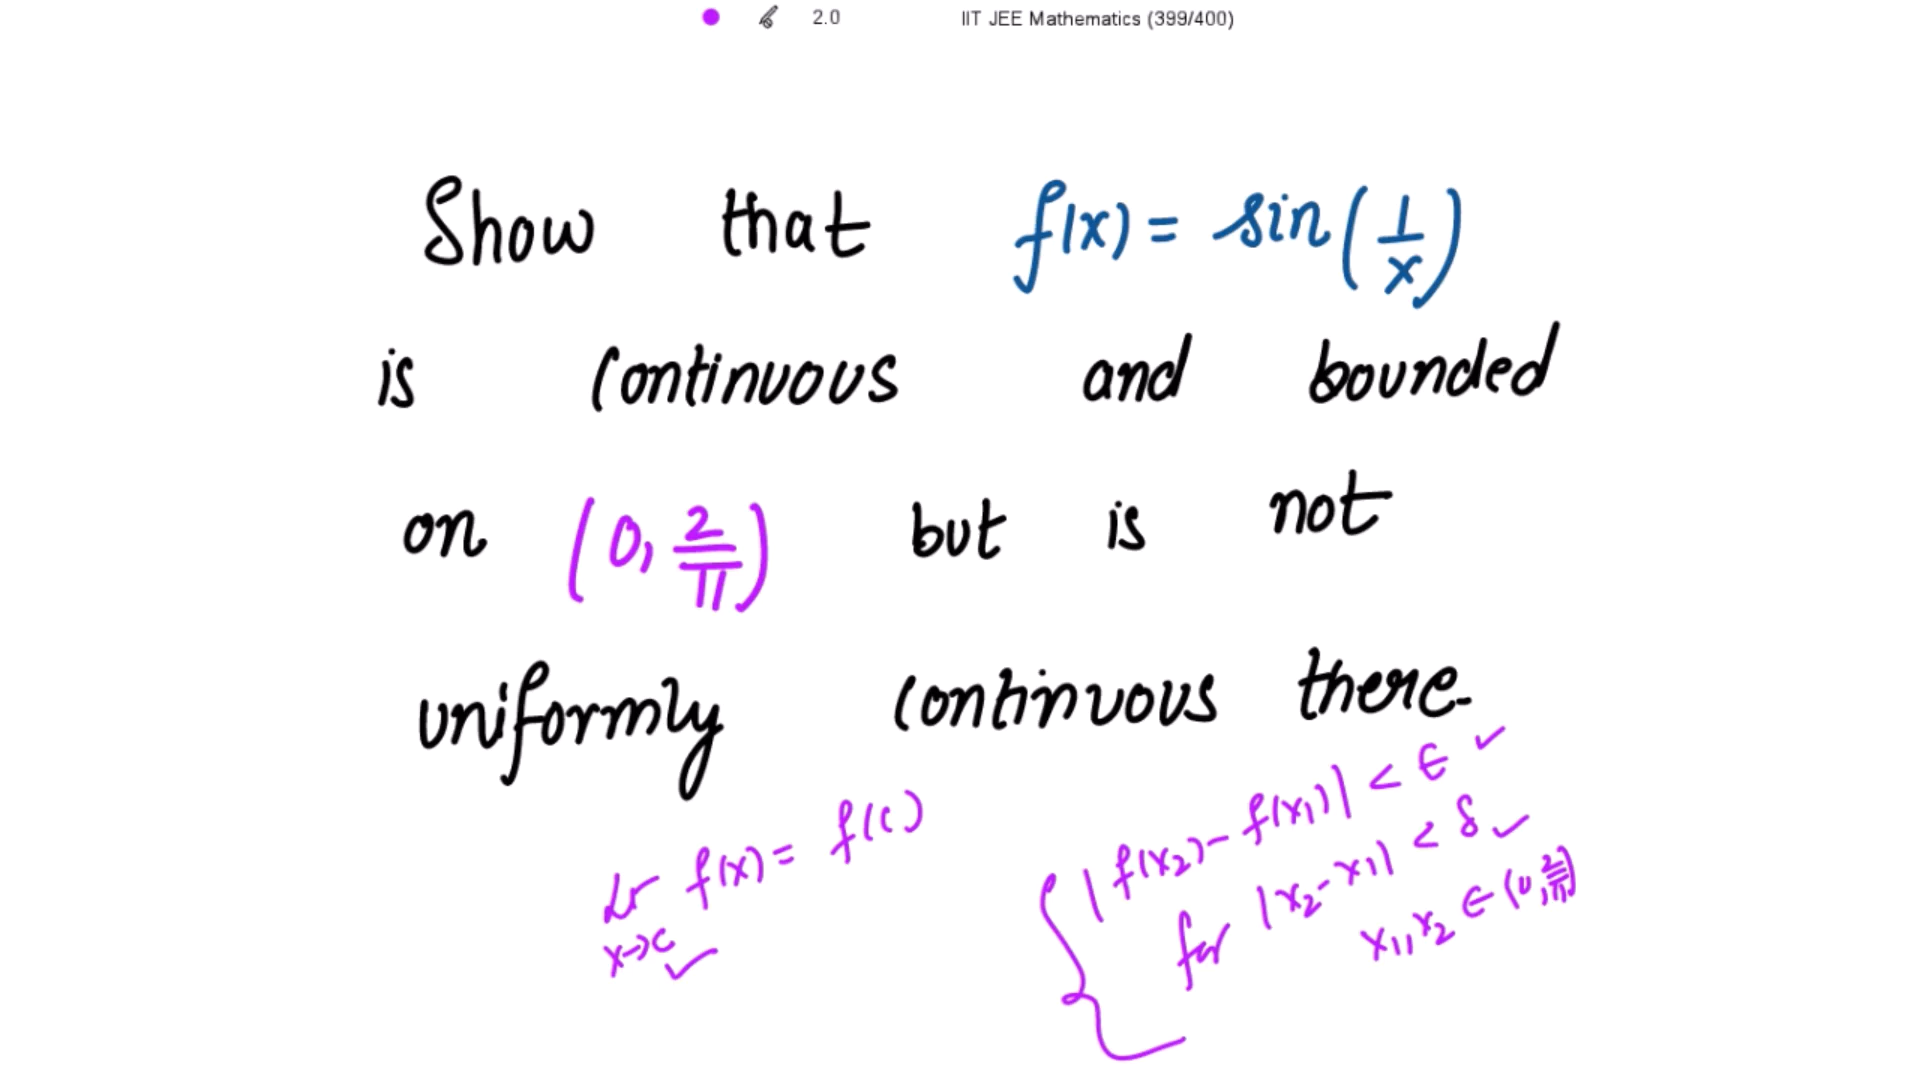 2.0 IIT JEE Mathematics (399/400)
Show that f(x) = sin(1/x)
is continuous and bounded
on (0, 2/π) but is not
uniformly continuous there.
Lt f(x) = f(c)
x→c ✓
|f(x₂) - f(x₁)| < ∈ ✓
for |x₂ - x₁| < δ ✓
x₁, x₂ ∈ (0, 2/π)